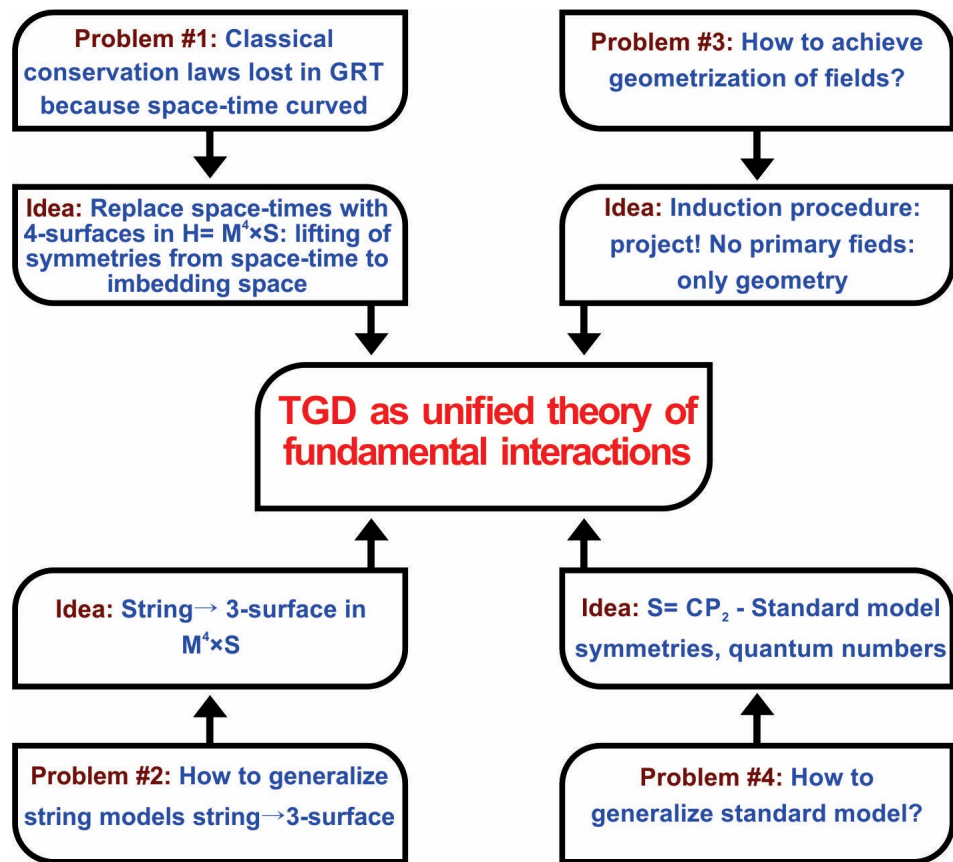 Problem #1: Classical
conservation laws lost in GRT
because space-time curved
Problem #3: How to achieve
geometrization of fields?
Idea: Replace space-times with
4-surfaces in H= M⁴×S: lifting of
symmetries from space-time to
imbedding space
Idea: Induction procedure:
project! No primary fieds:
only geometry
TGD as unified theory of
fundamental interactions
Idea: String→ 3-surface in
M⁴×S
Idea: S= CP₂ - Standard model
symmetries, quantum numbers
Problem #2: How to generalize
string models string→3-surface
Problem #4: How to
generalize standard model?